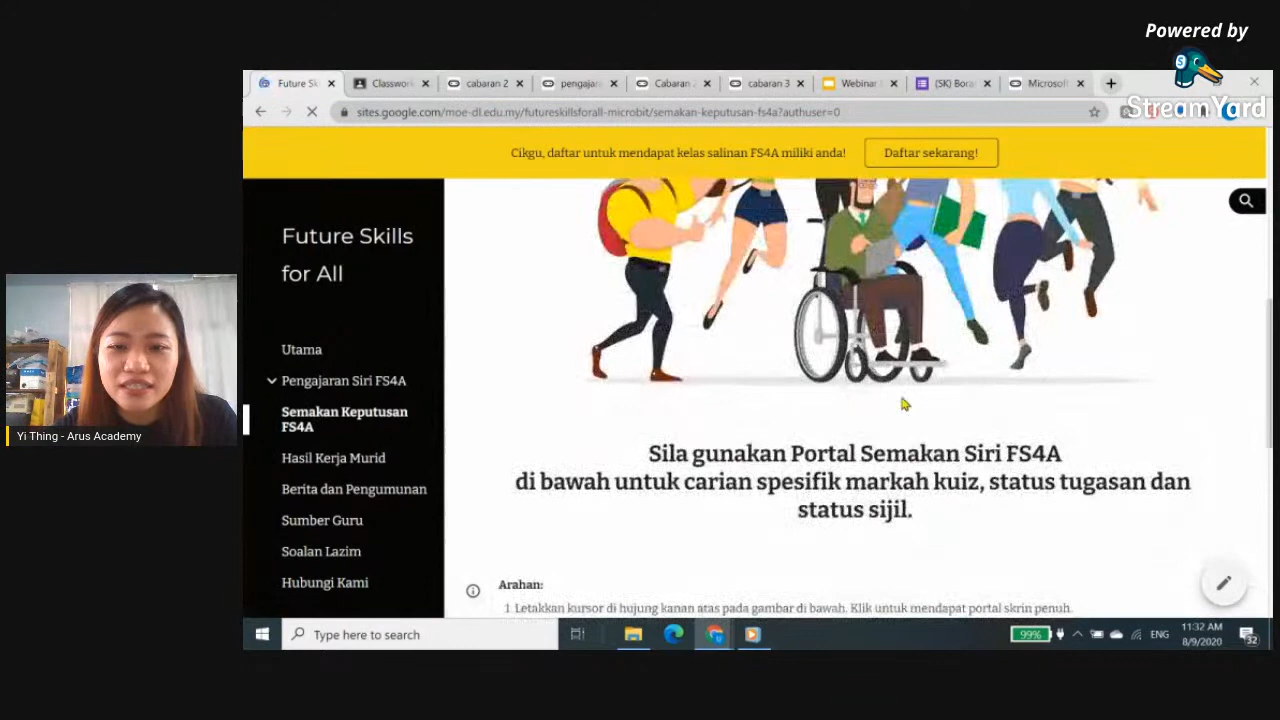 Powered by
StreamYard
Future Sk
Classwork
cabaran 2
pengajar
Cabaran 2
cabaran 3
Webinar
(SK) Bora
Microsoft
sites.google.com/moe-dl.edu.my/futureskillsforall-microbit/semakan-keputusan-fs4a?authuser=0
Cikgu, daftar untuk mendapat kelas salinan FS4A miliki anda!
Daftar sekarang!
Future Skills
for All
Utama
Pengajaran Siri FS4A
Semakan Keputusan
FS4A
Hasil Kerja Murid
Berita dan Pengumunan
Sumber Guru
Soalan Lazim
Hubungi Kami
Sila gunakan Portal Semakan Siri FS4A
di bawah untuk carian spesifik markah kuiz, status tugasan dan
status sijil.
Arahan:
1. Letakkan kursor di hujung kanan atas pada gambar di bawah. Klik untuk mendapat portal skrin penuh.
Yi Thing - Arus Academy
Type here to search
99%
ENG
11:32 AM
8/9/2020
32